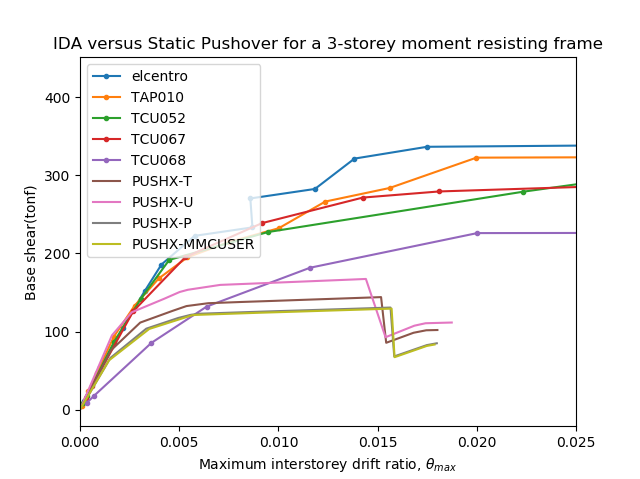 IDA versus Static Pushover for a 3-storey moment resisting frame
elcentro
TAP010
TCU052
TCU067
TCU068
PUSHX-T
PUSHX-U
PUSHX-P
PUSHX-MMC@USER
Base shear(tonf)
400
300
200
100
0
0.000 0.005 0.010 0.015 0.020 0.025
Maximum interstorey drift ratio, θmax